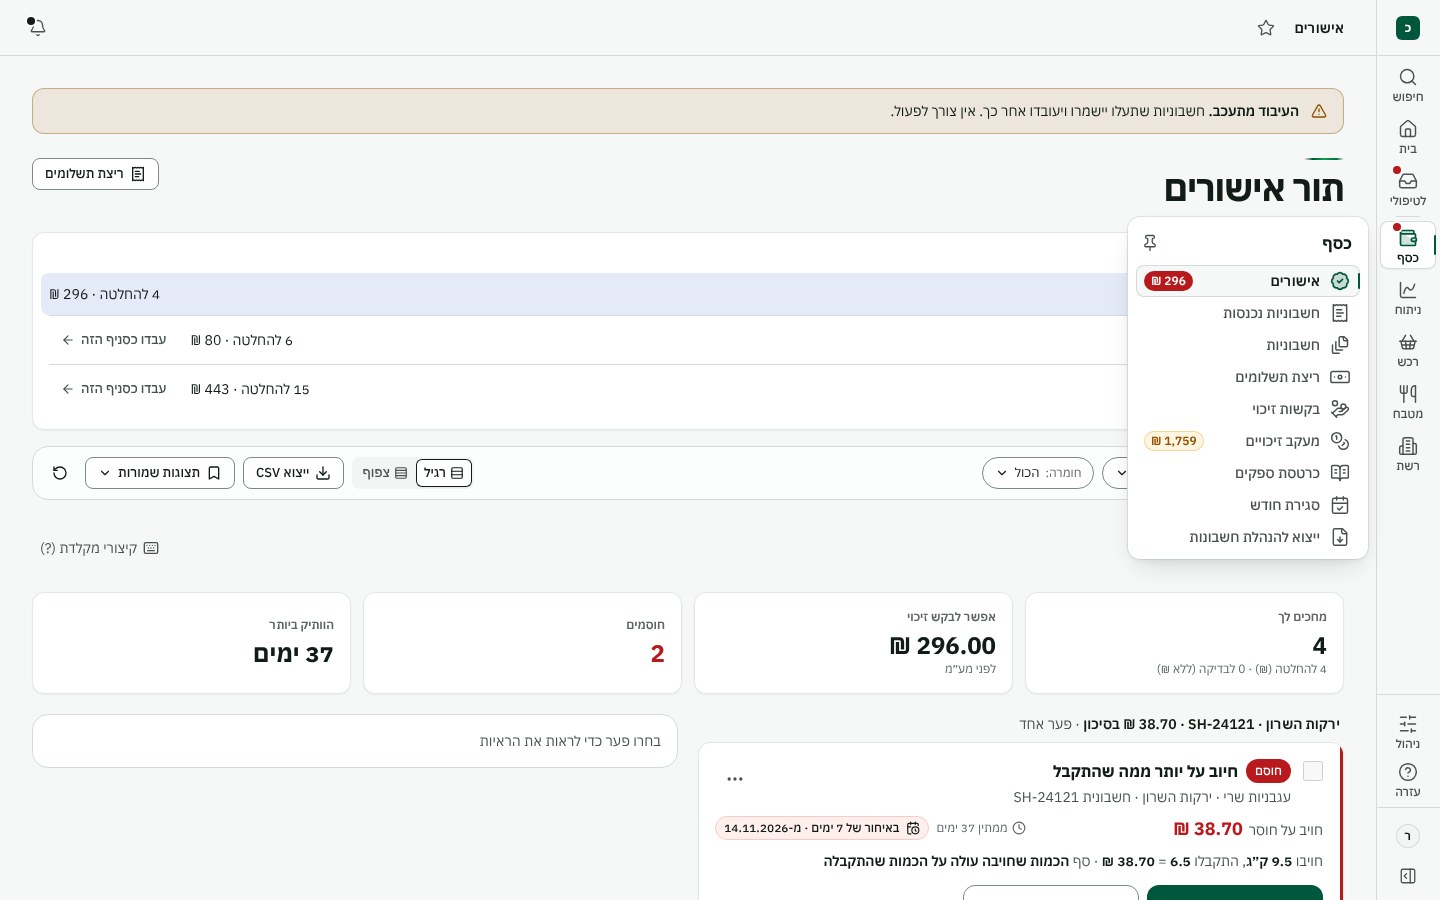 כ
חיפוש
בית
לטיפולי
כסף
ניתוח
רכש
מטבח
רשת
ניהול
עזרה
ר
אישורים
העיבוד מתעכב. חשבוניות שתעלו יישמרו ויעובדו אחר כך. אין צורך לפעול.
תור אישורים
ריצת תשלומים
כסף
אישורים
296 ₪
חשבוניות נכנסות
חשבוניות
ריצת תשלומים
בקשות זיכוי
מעקב זיכויים
1,759 ₪
כרטסת ספקים
סגירת חודש
ייצוא להנהלת חשבונות
4 להחלטה · 296 ₪
6 להחלטה · 80 ₪
עבדו כסניף הזה
15 להחלטה · 443 ₪
עבדו כסניף הזה
חומרה: הכול
רגיל
צפוף
ייצוא CSV
תצוגות שמורות
קיצורי מקלדת (?)
מחכים לך
4
4 להחלטה (₪) · 0 לבדיקה (ללא ₪)
אפשר לבקש זיכוי
296.00 ₪
לפני מע״מ
חוסמים
2
הוותיק ביותר
37 ימים
ירקות השרון · SH-24121 · 38.70 ₪ בסיכון · פער אחד
חוסם
חיוב על יותר ממה שהתקבל
עגבניות שרי · ירקות השרון · חשבונית SH-24121
חויב על חוסר 38.70 ₪
ממתין 37 ימים
באיחור של 7 ימים · מ-14.11.2026
חויבו 9.5 ק״ג, התקבלו 6.5 = 38.70 ₪ · סף הכמות שחויבה עולה על הכמות שהתקבלה
בחרו פער כדי לראות את הראיות